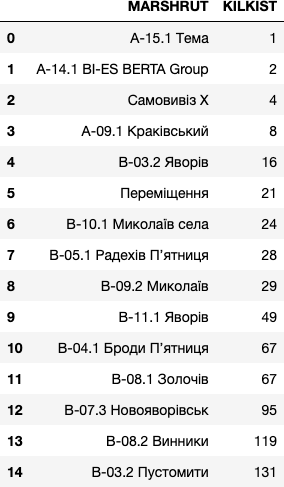 MARSHRUT KILKIST
0 А-15.1 Тема 1
1 А-14.1 BI-ES BERTA Group 2
2 Самовивіз Х 4
3 А-09.1 Краківський 8
4 В-03.2 Яворів 16
5 Переміщення 21
6 В-10.1 Миколаїв села 24
7 В-05.1 Радехів П'ятниця 28
8 В-09.2 Миколаїв 29
9 В-11.1 Яворів 49
10 В-04.1 Броди П'ятниця 67
11 В-08.1 Золочів 67
12 В-07.3 Новояворівськ 95
13 В-08.2 Винники 119
14 В-03.2 Пустомити 131